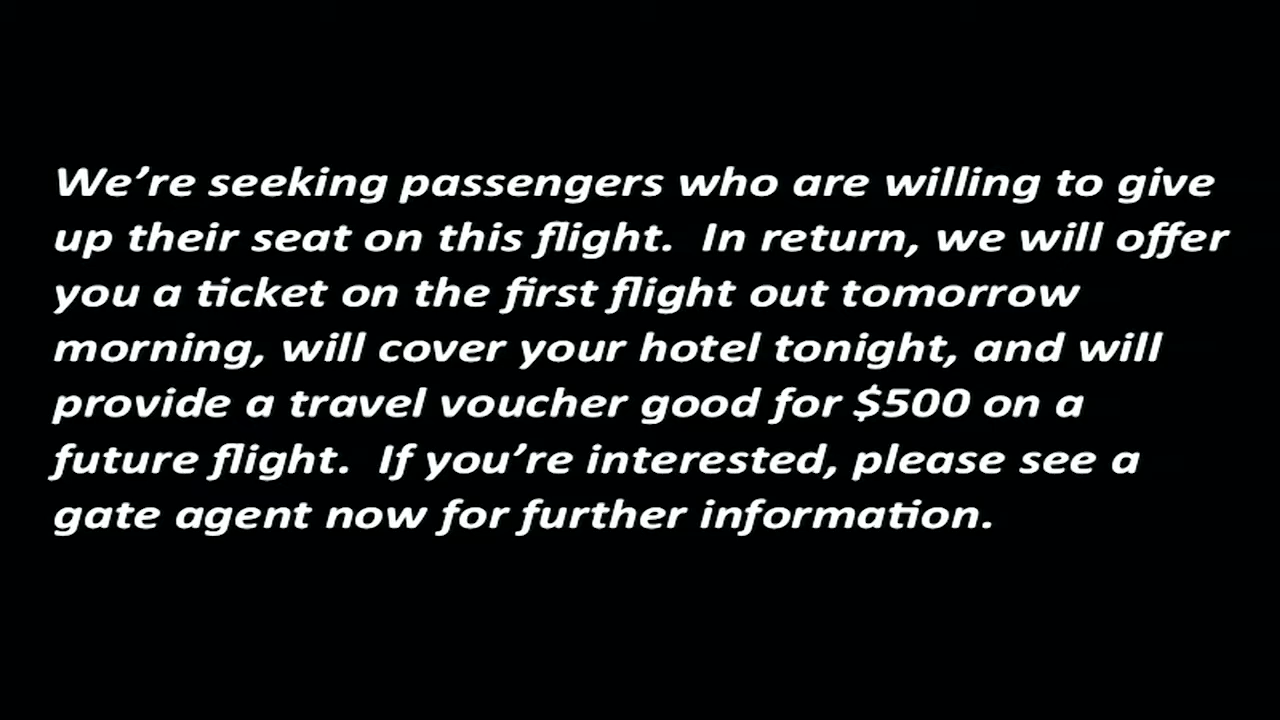 We’re seeking passengers who are willing to give
up their seat on this flight.  In return, we will offer
you a ticket on the first flight out tomorrow
morning, will cover your hotel tonight, and will
provide a travel voucher good for $500 on a
future flight.  If you’re interested, please see a
gate agent now for further information.